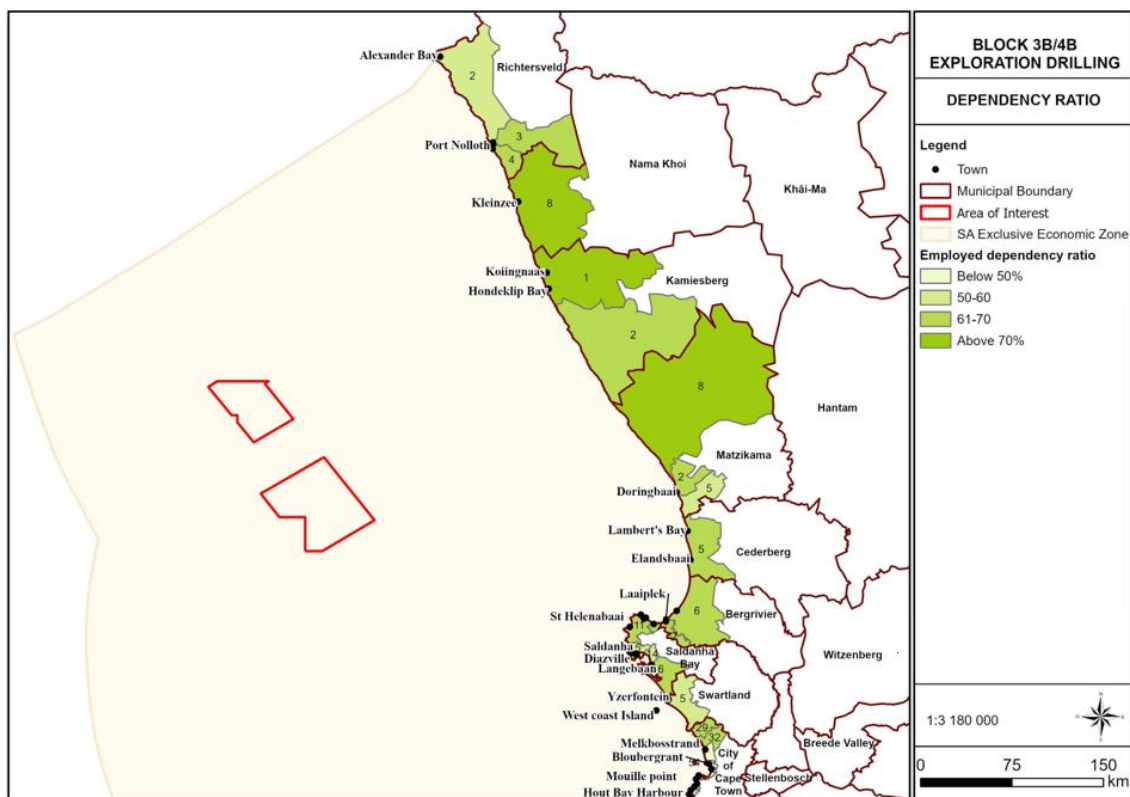 Alexander Bay
Richtersveld
2
3
Port Nolloth
4
Nama Khoi
Khâi-Ma
Kleinzee
8
Koiingnaas
1
Kamiesberg
Hondeklip Bay
2
8
Hantam
Matzikama
2
5
Doringbaai
Lambert's Bay
5
Cederberg
Elandsbaai
Laaiplek
6
Bergrivier
St Helenabaai
11
Saldanha
Saldanha
Bay
Witzenberg
Diazville
14
Langebaan
6
Yzerfontein
5
Swartland
West coast Island
29
32
Breede Valley
Melkbosstrand
City
of
Cape
Town
Bloubergrant
Stellenbosch
Mouille point
Hout Bay Harbour
BLOCK 3B/4B
EXPLORATION DRILLING
DEPENDENCY RATIO
Legend
Town
Municipal Boundary
Area of Interest
SA Exclusive Economic Zone
Employed dependency ratio
Below 50%
50-60
61-70
Above 70%
1:3 180 000
N
0 75 150
km